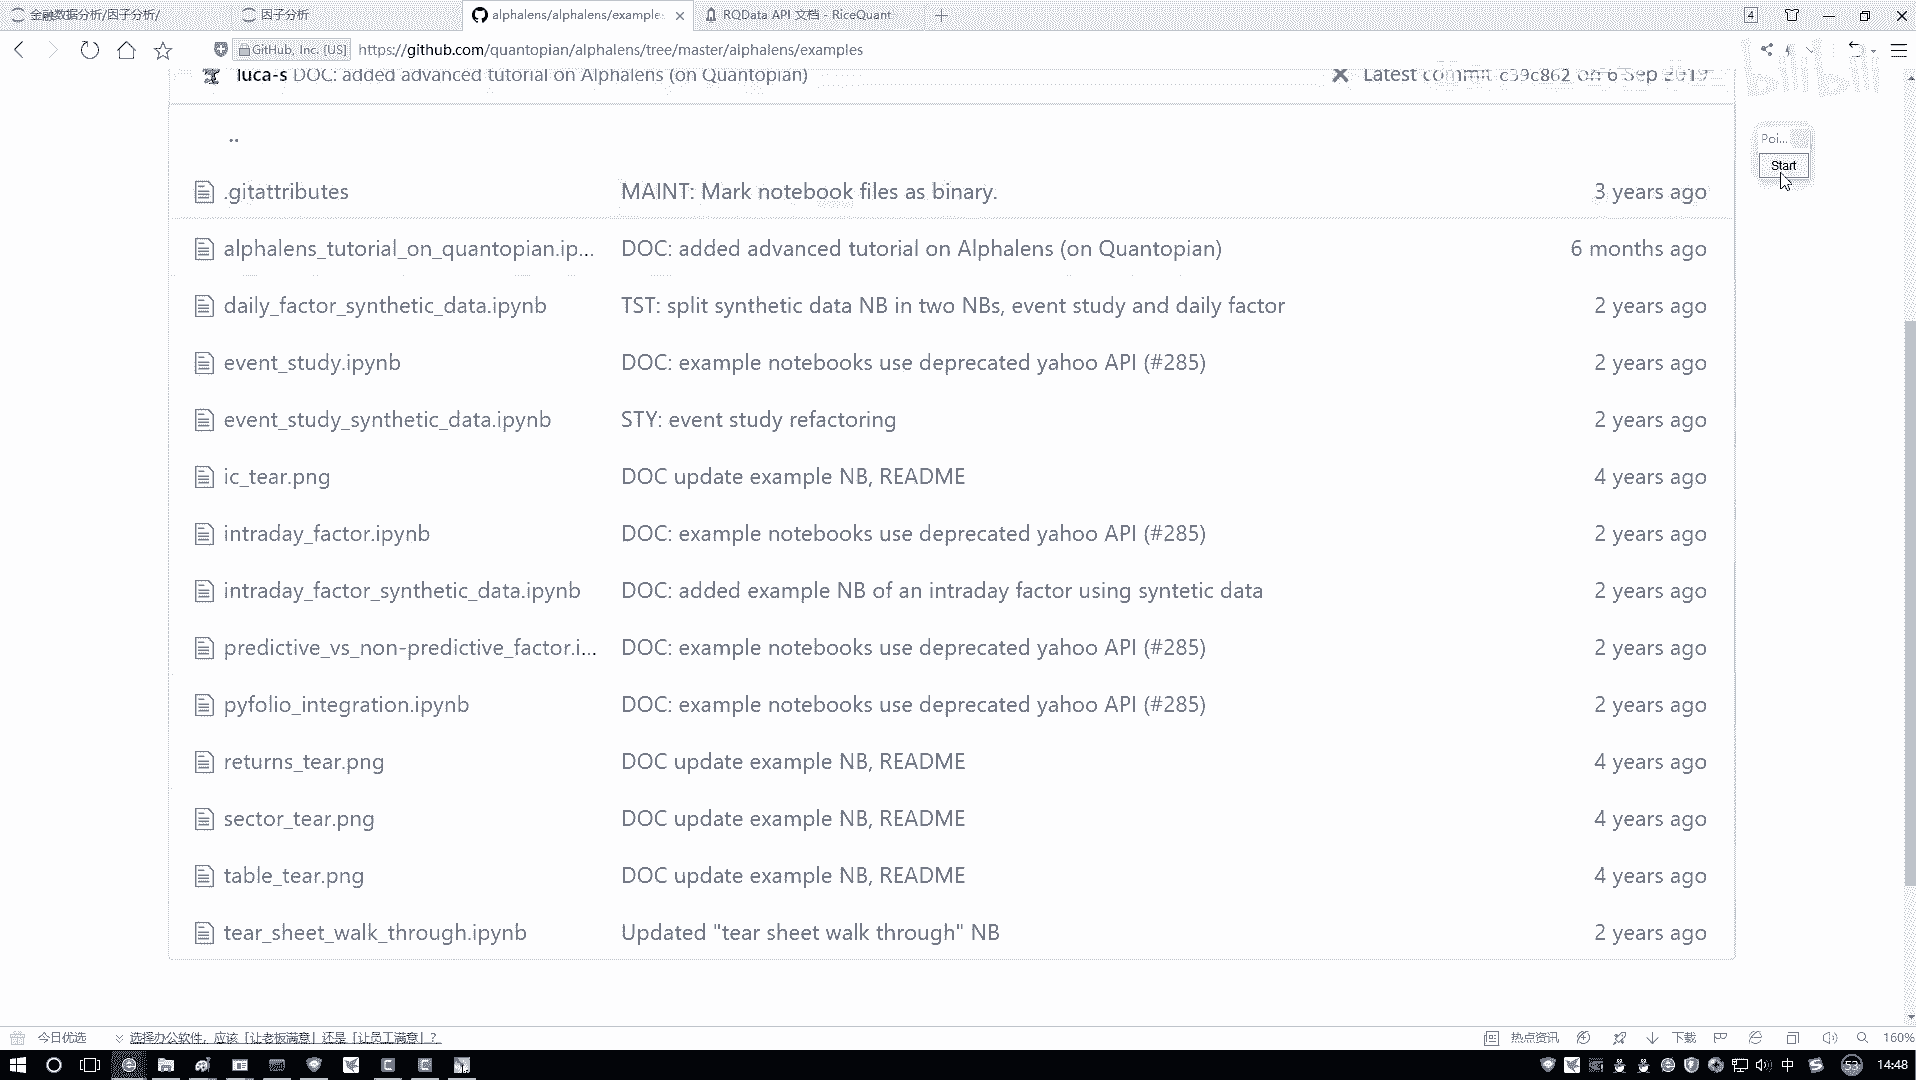 金融数据分析/因子分析/
因子分析
alphalens/alphalens/example
RQData API 文档 - RiceQuant
4
GitHub, Inc. [US]
https://github.com/quantopian/alphalens/tree/master/alphalens/examples
luca-s DOC: added advanced tutorial on Alphalens (on Quantopian)
Latest commit c39c862 on 6 Sep 2019
bilibili
..
Poi...
Start
.gitattributes MAINT: Mark notebook files as binary. 3 years ago
alphalens_tutorial_on_quantopian.ip... DOC: added advanced tutorial on Alphalens (on Quantopian) 6 months ago
daily_factor_synthetic_data.ipynb TST: split synthetic data NB in two NBs, event study and daily factor 2 years ago
event_study.ipynb DOC: example notebooks use deprecated yahoo API (#285) 2 years ago
event_study_synthetic_data.ipynb STY: event study refactoring 2 years ago
ic_tear.png DOC update example NB, README 4 years ago
intraday_factor.ipynb DOC: example notebooks use deprecated yahoo API (#285) 2 years ago
intraday_factor_synthetic_data.ipynb DOC: added example NB of an intraday factor using syntetic data 2 years ago
predictive_vs_non-predictive_factor.i... DOC: example notebooks use deprecated yahoo API (#285) 2 years ago
pyfolio_integration.ipynb DOC: example notebooks use deprecated yahoo API (#285) 2 years ago
returns_tear.png DOC update example NB, README 4 years ago
sector_tear.png DOC update example NB, README 4 years ago
table_tear.png DOC update example NB, README 4 years ago
tear_sheet_walk_through.ipynb Updated "tear sheet walk through" NB 2 years ago
今日优选 选择办公软件，应该「让老板满意」还是「让员工满意」？
热点资讯 下载 160%
中 53 14:48